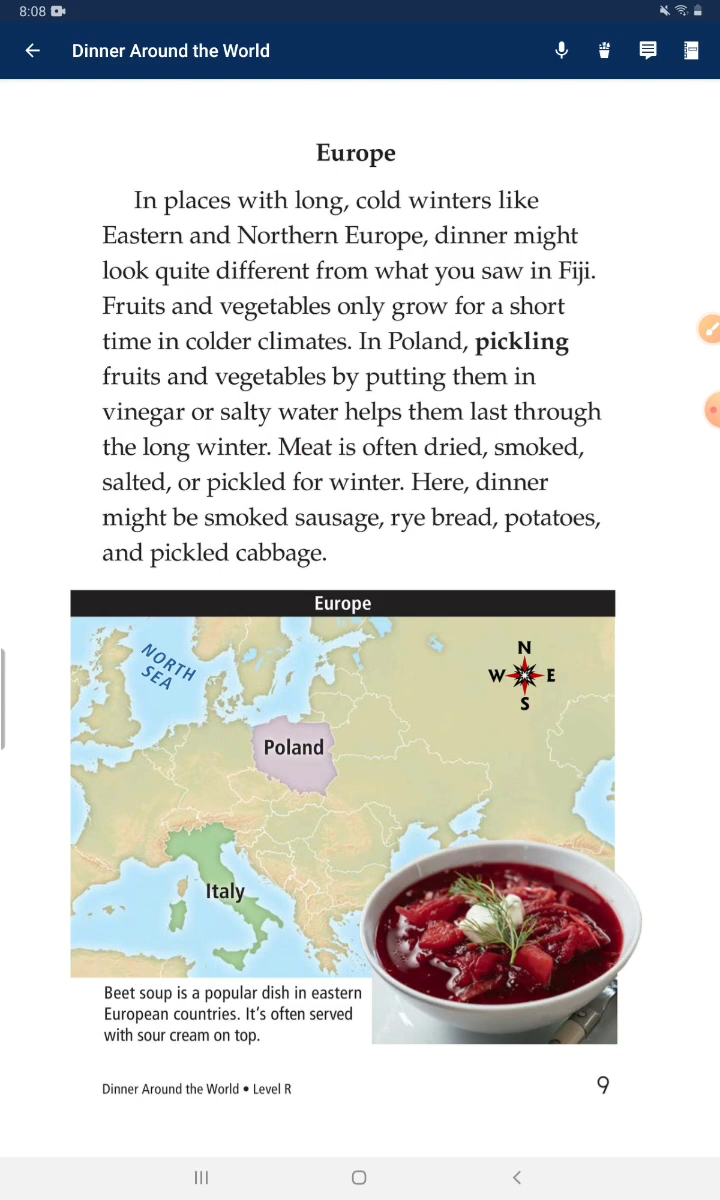 8:08
Dinner Around the World
Europe
In places with long, cold winters like
Eastern and Northern Europe, dinner might
look quite different from what you saw in Fiji.
Fruits and vegetables only grow for a short
time in colder climates. In Poland, pickling
fruits and vegetables by putting them in
vinegar or salty water helps them last through
the long winter. Meat is often dried, smoked,
salted, or pickled for winter. Here, dinner
might be smoked sausage, rye bread, potatoes,
and pickled cabbage.
Europe
NORTH
SEA
N
W E
S
Poland
Italy
Beet soup is a popular dish in eastern
European countries. It's often served
with sour cream on top.
Dinner Around the World • Level R
9